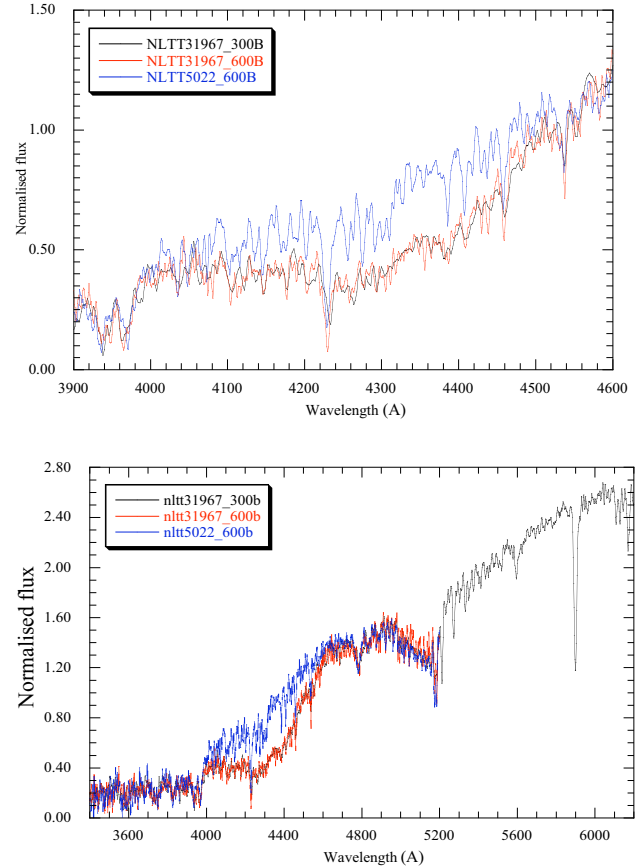 1.50
NLTT31967_300B
NLTT31967_600B
NLTT5022_600B
1.00
Normalised flux
0.50
0.00
3900 4000 4100 4200 4300 4400 4500 4600
Wavelength (A)
2.80
nltt31967_300b
nltt31967_600b
nltt5022_600b
2.40
2.00
Normalised flux
1.60
1.20
0.80
0.40
0.00
3600 4000 4400 4800 5200 5600 6000
Wavelength (A)